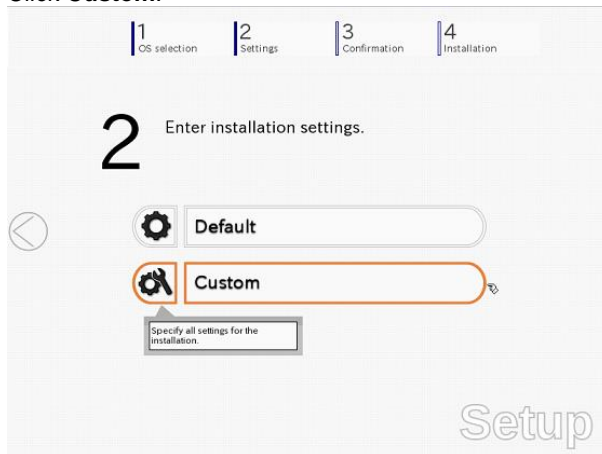 Click Custom.
1
OS selection
2
Settings
3
Confirmation
4
Installation
2
Enter installation settings.
Default
Custom
Specify all settings for the
installation.
Setup